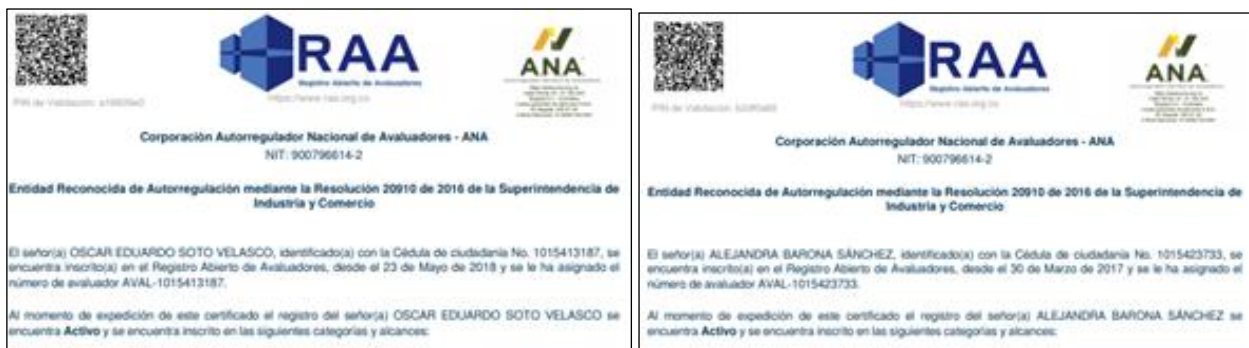 RAA
Registro Abierto de Avaluadores
https://www.raa.org.co
ANA
PIN de Validación:
Corporación Autorregulador Nacional de Avaluadores - ANA
NIT: 900796614-2
Entidad Reconocida de Autorregulación mediante la Resolución 20910 de 2016 de la Superintendencia de
Industria y Comercio
El señor(a) OSCAR EDUARDO SOTO VELASCO, identificado(a) con la Cédula de ciudadanía No. 1015413187, se
encuentra inscrito(a) en el Registro Abierto de Avaluadores, desde el 23 de Mayo de 2018 y se le ha asignado el
número de evaluador AVAL-1015413187.
Al momento de expedición de este certificado el registro del señor(a) OSCAR EDUARDO SOTO VELASCO se
encuentra Activo y se encuentra inscrito en las siguientes categorías y alcances:
RAA
Registro Abierto de Avaluadores
https://www.raa.org.co
ANA
PIN de Validación:
Corporación Autorregulador Nacional de Avaluadores - ANA
NIT: 900796614-2
Entidad Reconocida de Autorregulación mediante la Resolución 20910 de 2016 de la Superintendencia de
Industria y Comercio
El señor(a) ALEJANDRA BARONA SÁNCHEZ, identificado(a) con la Cédula de ciudadanía No. 1015423733, se
encuentra inscrito(a) en el Registro Abierto de Avaluadores, desde el 30 de Marzo de 2017 y se le ha asignado el
número de evaluador AVAL-1015423733.
Al momento de expedición de este certificado el registro del señor(a) ALEJANDRA BARONA SÁNCHEZ se
encuentra Activo y se encuentra inscrito en las siguientes categorías y alcances: